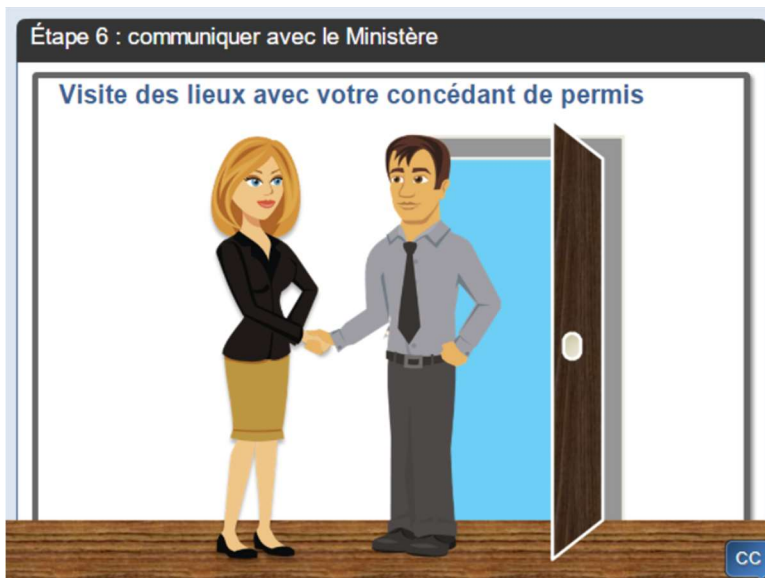 Étape 6 : communiquer avec le Ministère
Visite des lieux avec votre concédant de permis
CC